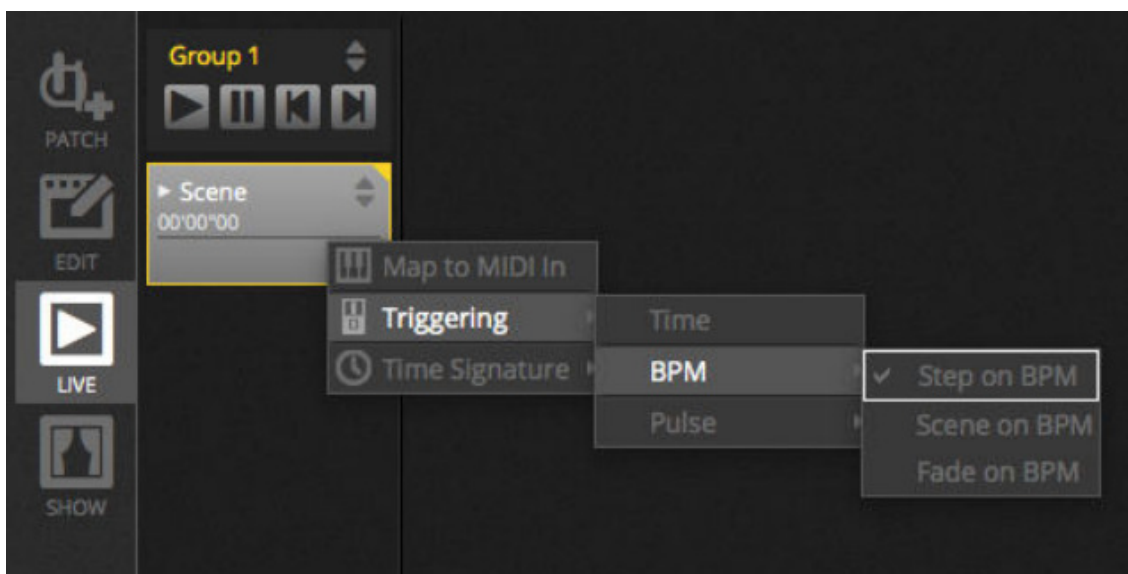 Group 1
PATCH
Scene
00'00"00
EDIT
Map to MIDI In
Triggering
Time
Time Signature
BPM
Step on BPM
LIVE
Pulse
Scene on BPM
Fade on BPM
SHOW